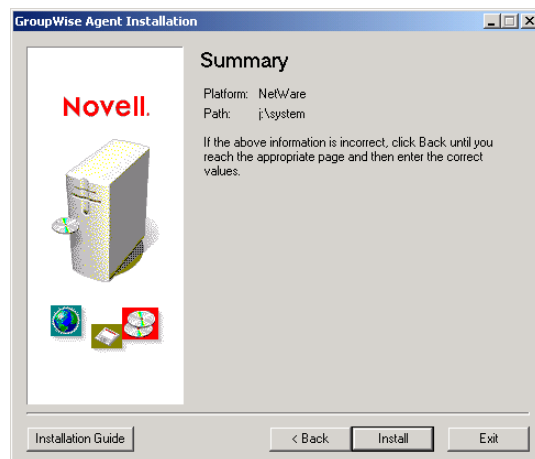 GroupWise Agent Installation
Novell.
Summary
Platform: NetWare
Path: j:\system
If the above information is incorrect, click Back until you
reach the appropriate page and then enter the correct
values.
Installation Guide
< Back
Install
Exit